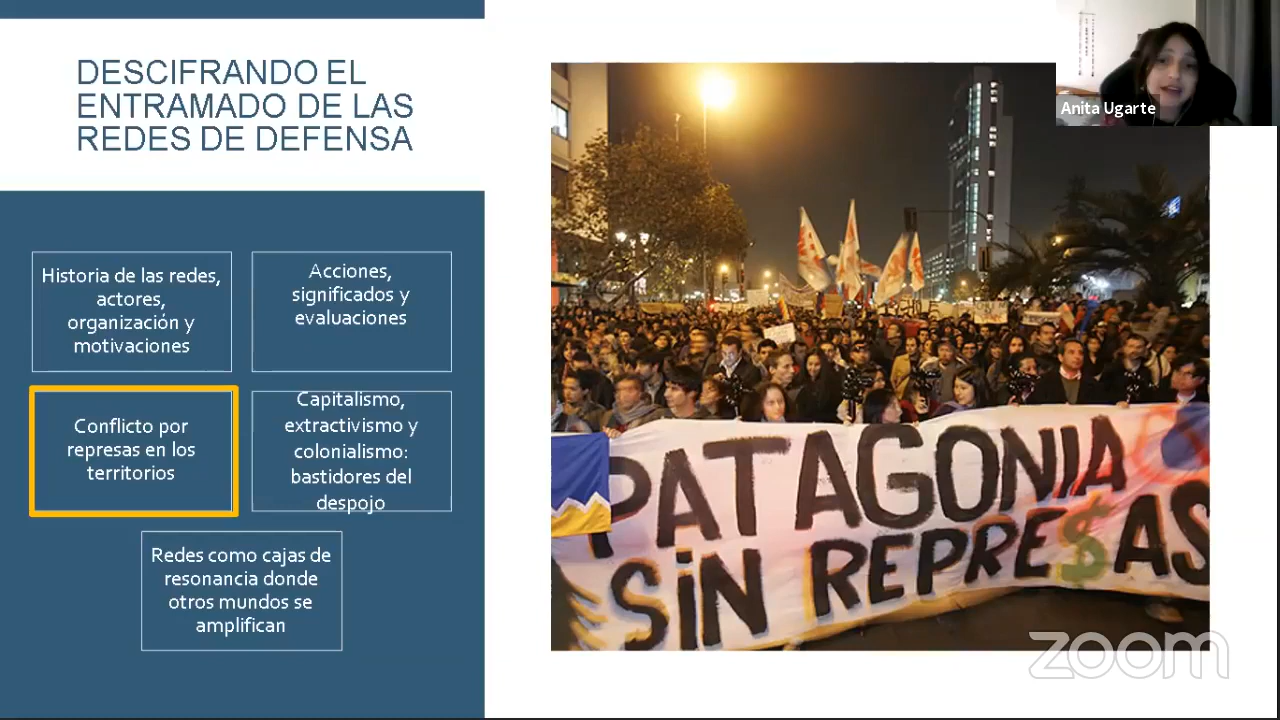 DESCIFRANDO EL
ENTRAMADO DE LAS
REDES DE DEFENSA
Historia de las redes,
actores,
organización y
motivaciones
Acciones,
significados y
evaluaciones
Conflicto por
represas en los
territorios
Capitalismo,
extractivismo y
colonialismo:
bastidores del
despojo
Redes como cajas de
resonancia donde
otros mundos se
amplifican
PATAGONIA
SiN REPRE$AS
Anita Ugarte
zoom